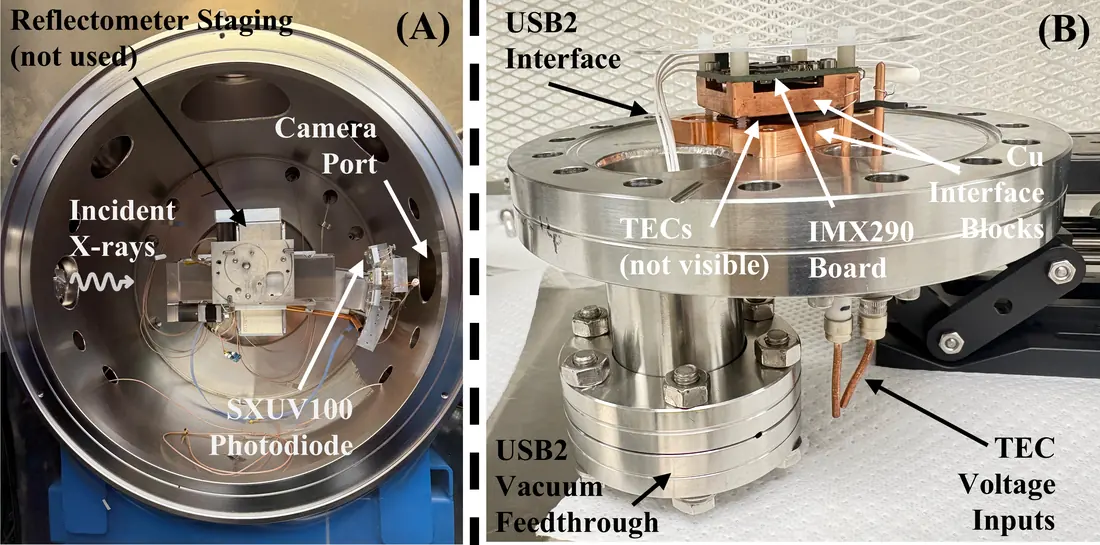 Reflectometer Staging
(not used)
(A)
Camera
Port
Incident
X-rays
SXUV100
Photodiode
USB2
Interface
(B)
Cu
Interface
Blocks
TECs
(not visible)
IMX290
Board
USB2
Vacuum
Feedthrough
TEC
Voltage
Inputs